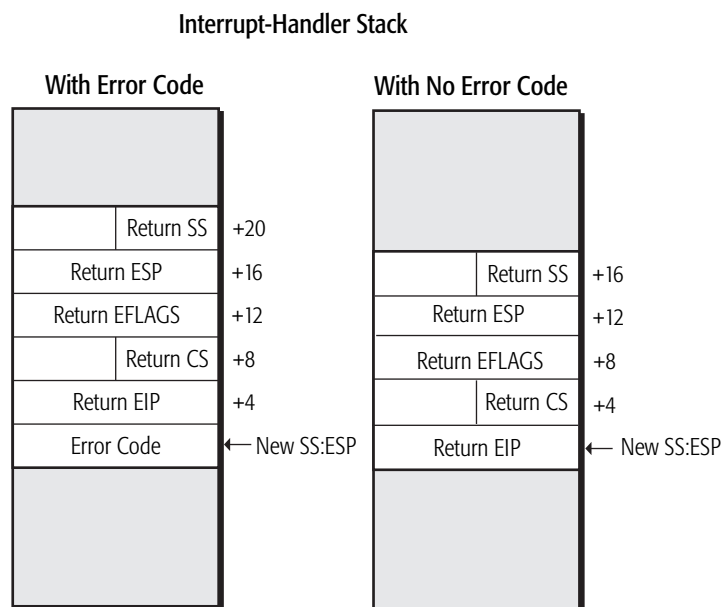 Interrupt-Handler Stack
With Error Code
Return SS +20
Return ESP +16
Return EFLAGS +12
Return CS +8
Return EIP +4
Error Code New SS:ESP
With No Error Code
Return SS +16
Return ESP +12
Return EFLAGS +8
Return CS +4
Return EIP New SS:ESP